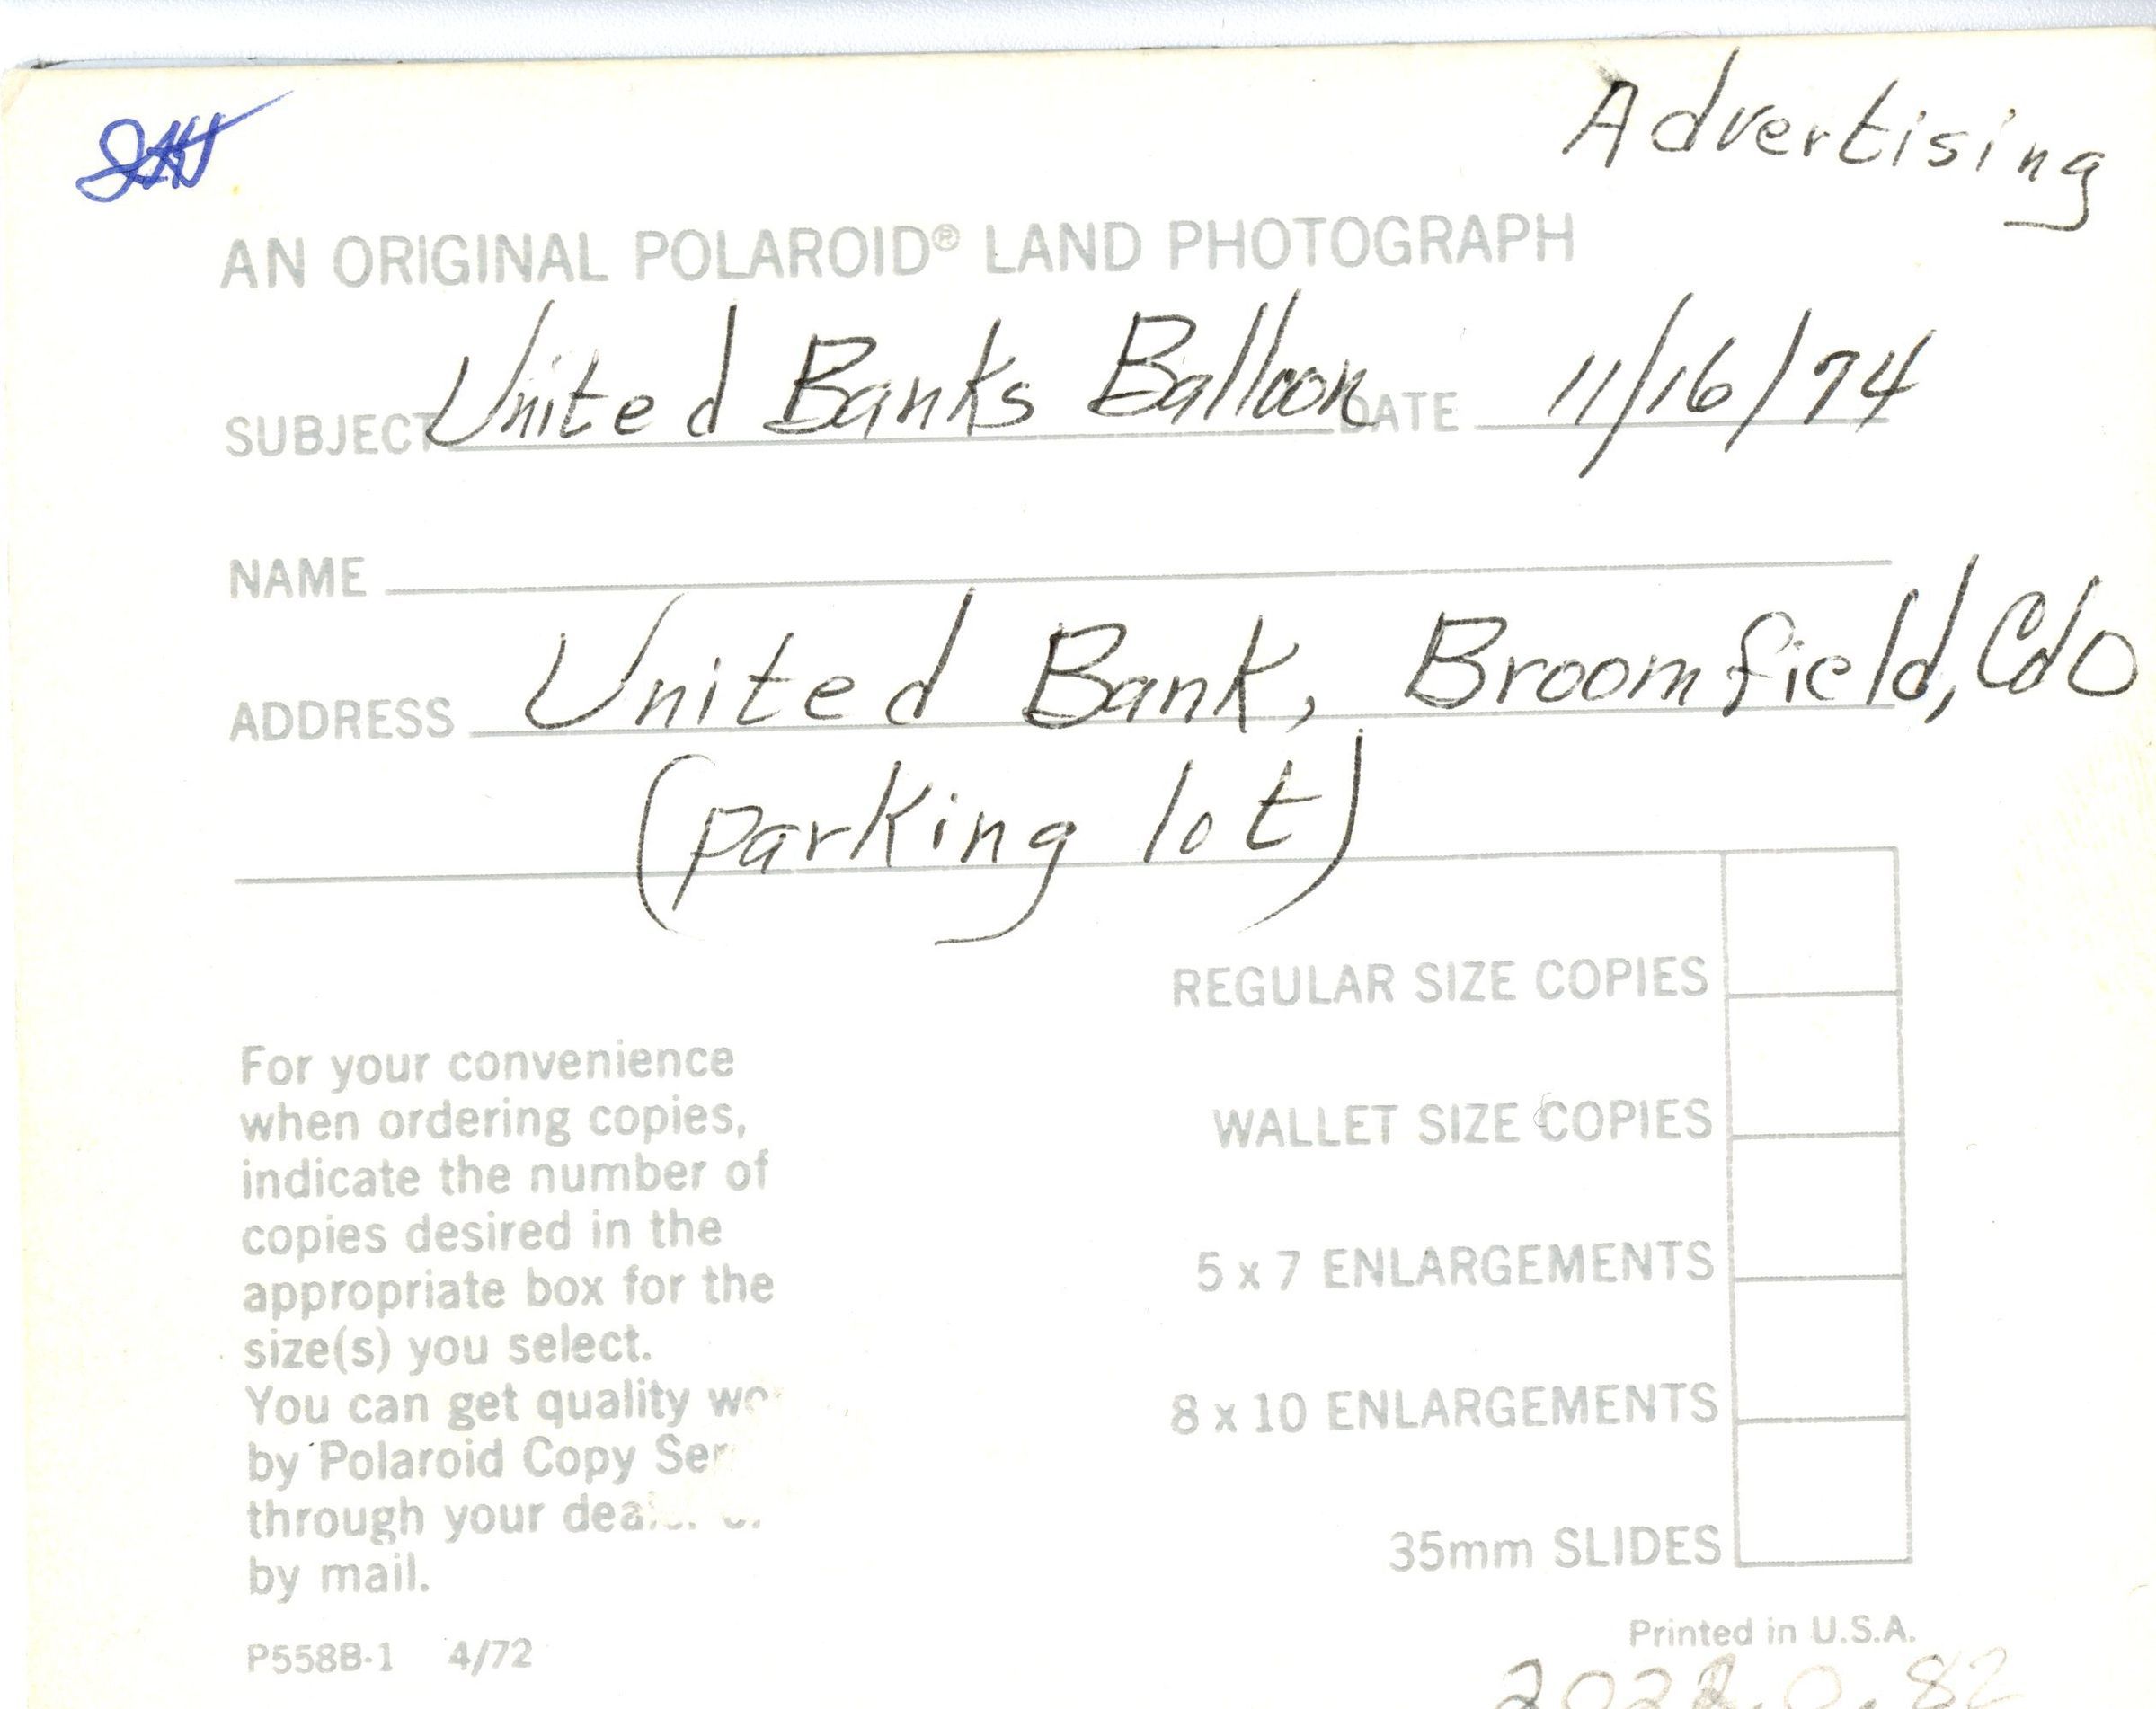 Advertising
AN ORIGINAL POLAROID® LAND PHOTOGRAPH
SUBJECT United Banks Balloon DATE 11/16/74
NAME
ADDRESS United Bank, Broomfield, Colo
(parking lot)
REGULAR SIZE COPIES
WALLET SIZE COPIES
5 x 7 ENLARGEMENTS
8 x 10 ENLARGEMENTS
35mm SLIDES
For your convenience
when ordering copies,
indicate the number of
copies desired in the
appropriate box for the
size(s) you select.
You can get quality
by Polaroid Copy
through your
by mail.
P558B-1 4/72
Printed in U.S.A.